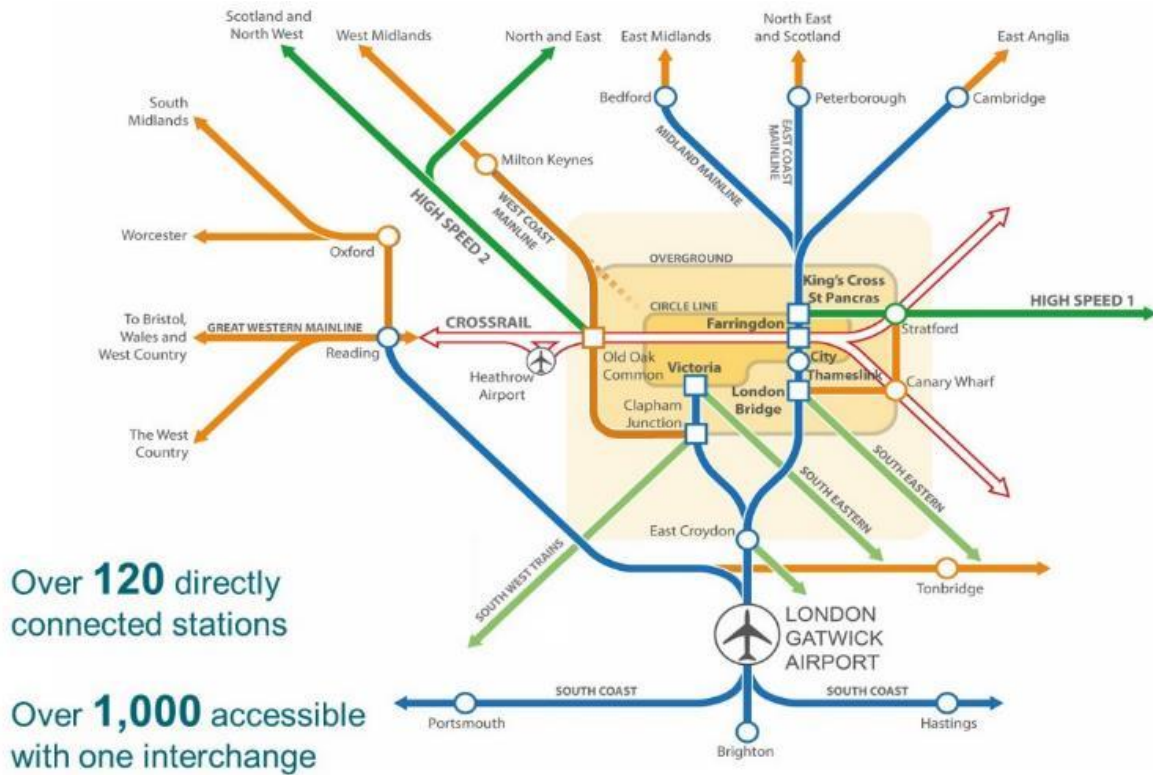 Scotland and
North West
West Midlands
North and East
East Midlands
North East
and Scotland
East Anglia
South
Midlands
Bedford
Peterborough
Cambridge
MIDLAND MAINLINE
EAST COAST
MAINLINE
Milton Keynes
WEST COAST
MAINLINE
HIGH SPEED 2
Worcester
Oxford
OVERGROUND
King's Cross
St Pancras
CIRCLE LINE
HIGH SPEED 1
To Bristol,
Wales and
West Country
GREAT WESTERN MAINLINE
Reading
CROSSRAIL
Farringdon
Stratford
Heathrow
Airport
Old Oak
Common
Victoria
City
Thameslink
Canary Wharf
London
Bridge
Clapham
Junction
The West
Country
SOUTH EASTERN
SOUTH EASTERN
East Croydon
SOUTH WEST TRAINS
Tonbridge
Over 120 directly
connected stations
LONDON
GATWICK
AIRPORT
Over 1,000 accessible
with one interchange
SOUTH COAST
SOUTH COAST
Portsmouth
Hastings
Brighton